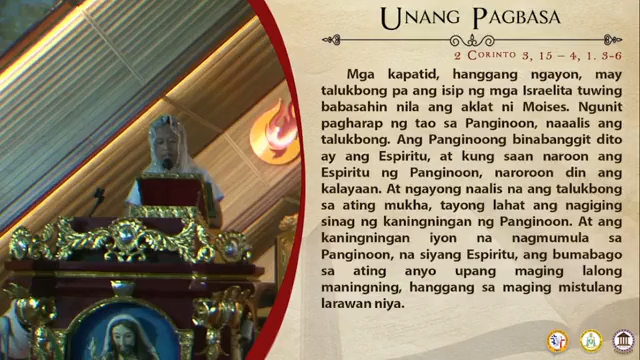 UNANG PAGBASA
2 CORINTO 3, 15 – 4, 1. 3-6
Mga kapatid, hanggang ngayon, may
talukbong pa ang isip ng mga Israelita tuwing
babasahin nila ang aklat ni Moises. Ngunit
pagharap ng tao sa Panginoon, naaalis ang
talukbong. Ang Panginoong binabanggit dito
ay ang Espiritu, at kung saan naroon ang
Espiritu ng Panginoon, naroroon din ang
kalayaan. At ngayong naalis na ang talukbong
sa ating mukha, tayong lahat ang nagiging
sinag ng kaningningan ng Panginoon. At ang
kaningningan iyon na nagmumula sa
Panginoon, na siyang Espiritu, ang bumabago
sa ating anyo upang maging lalong
maningning, hanggang sa maging mistulang
larawan niya.